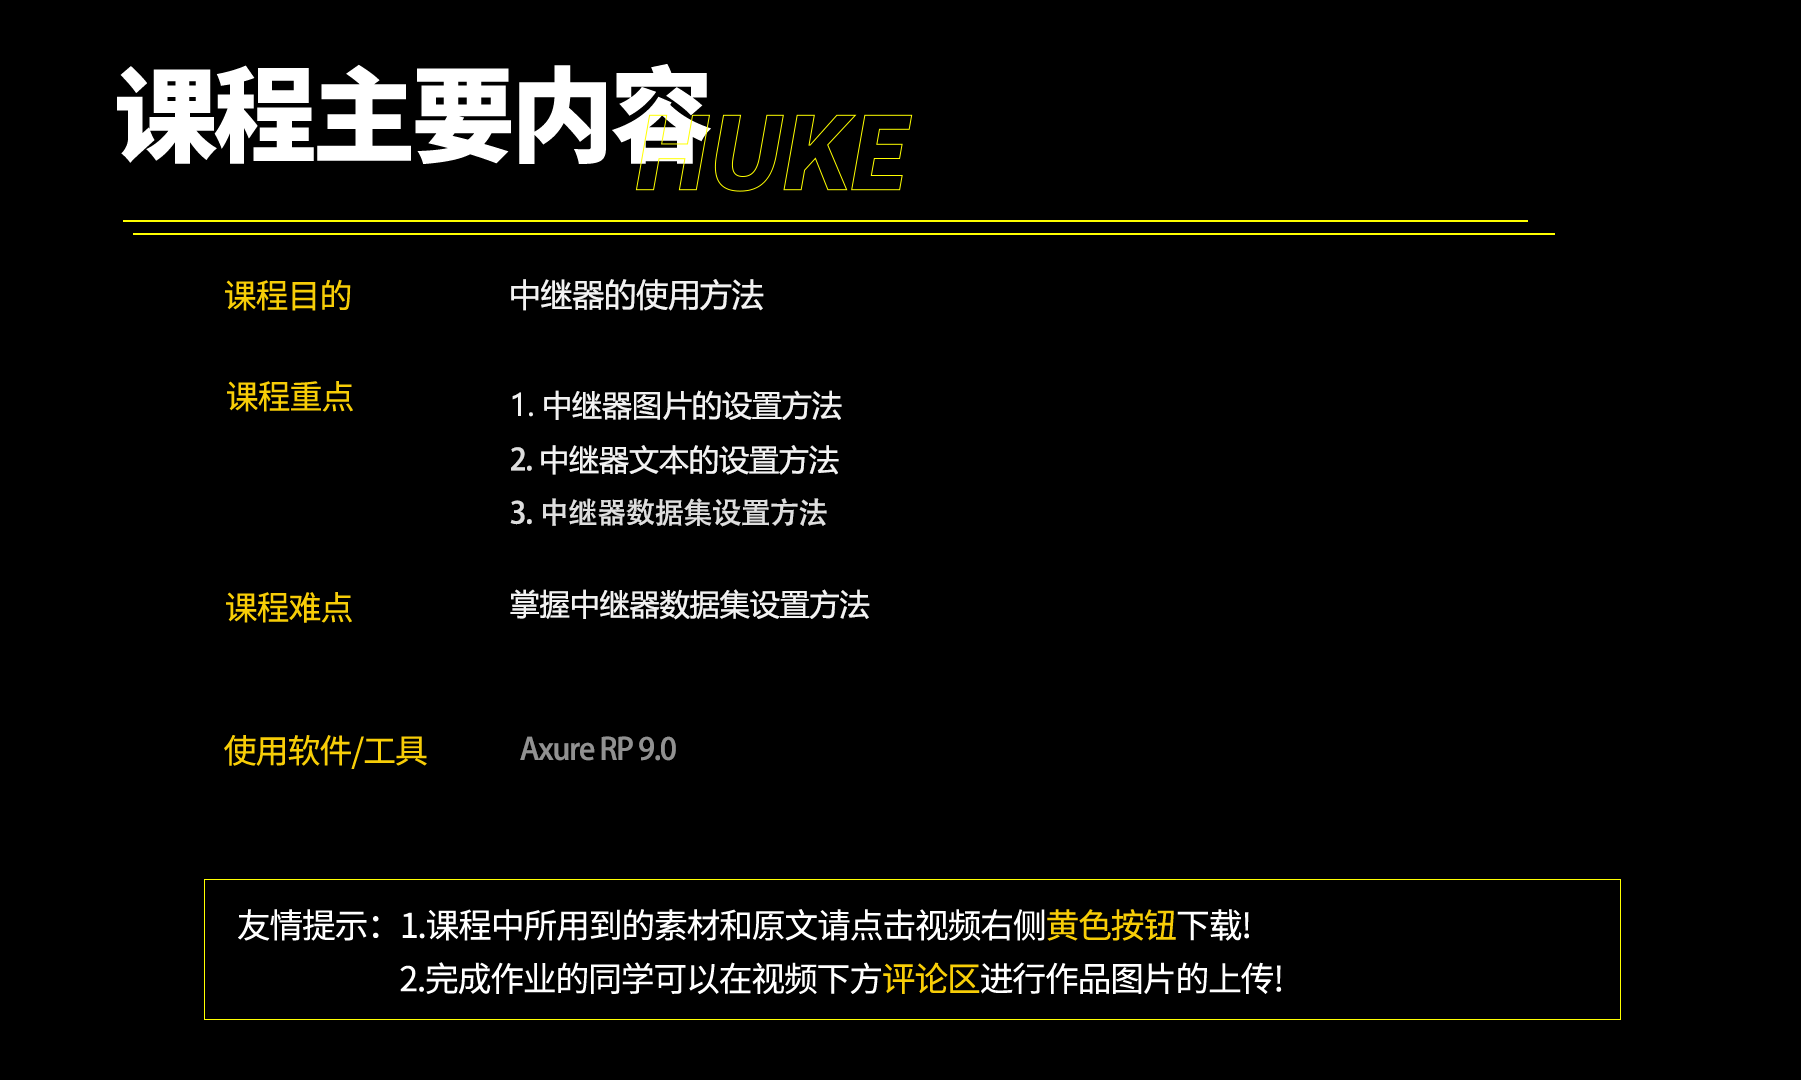 课程主要内容
HUKE
课程目的 中继器的使用方法
课程重点 1. 中继器图片的设置方法
2. 中继器文本的设置方法
3. 中继器数据集设置方法
课程难点 掌握中继器数据集设置方法
使用软件/工具 Axure RP 9.0
友情提示：1.课程中所用到的素材和原文请点击视频右侧黄色按钮下载!
2.完成作业的同学可以在视频下方评论区进行作品图片的上传!